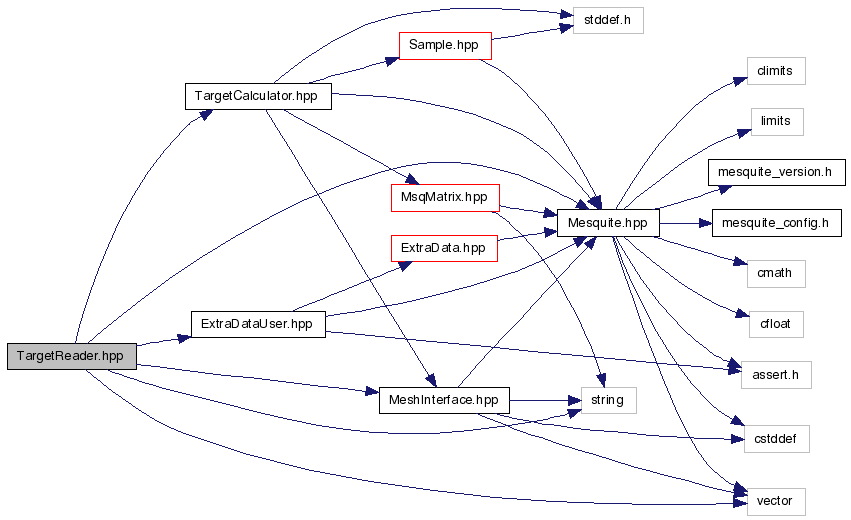 stddef.h
Sample.hpp
climits
TargetCalculator.hpp
limits
mesquite_version.h
MsqMatrix.hpp
Mesquite.hpp
mesquite_config.h
ExtraData.hpp
cmath
ExtraDataUser.hpp
cfloat
TargetReader.hpp
assert.h
MeshInterface.hpp
string
cstddef
vector